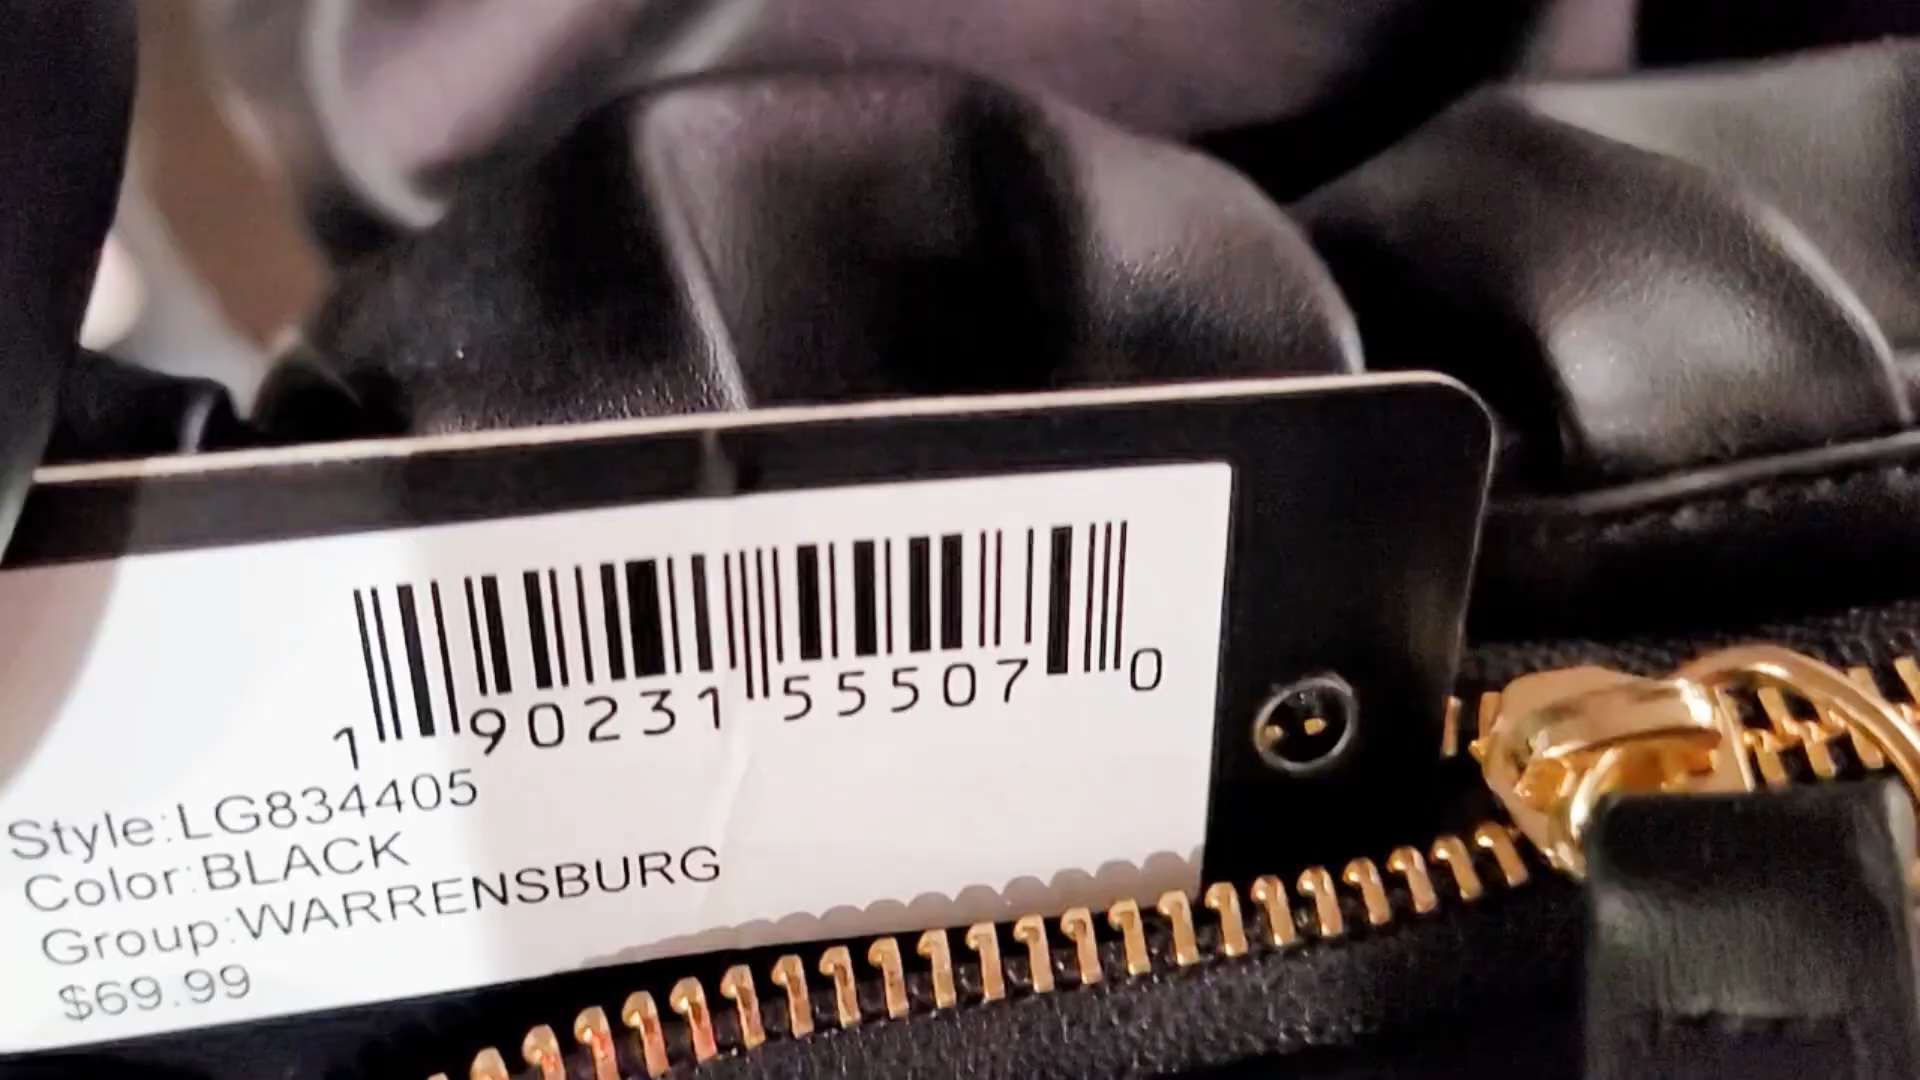 1 90231 55507 0
Style:LG834405
Color:BLACK
Group:WARRENSBURG
$69.99